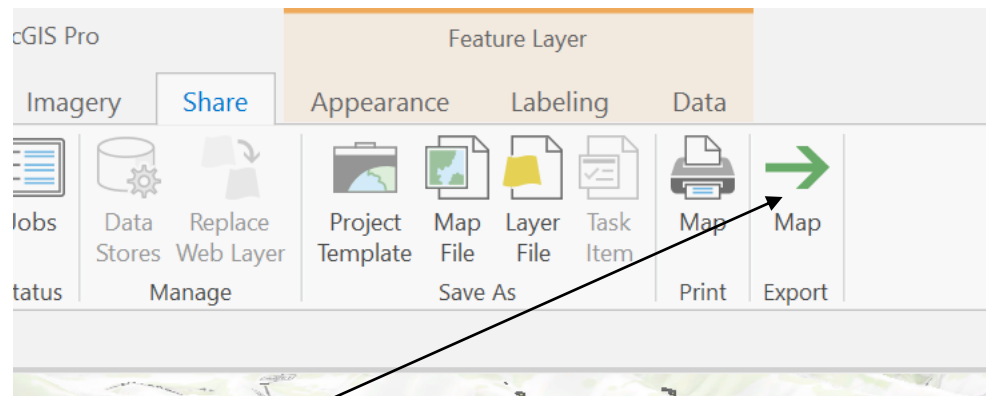 cGIS Pro
Feature Layer
Imagery Share Appearance Labeling Data
Jobs Data Stores Replace Web Layer Project Template Map File Layer File Task Item Map Map
tatus Manage Save As Print Export